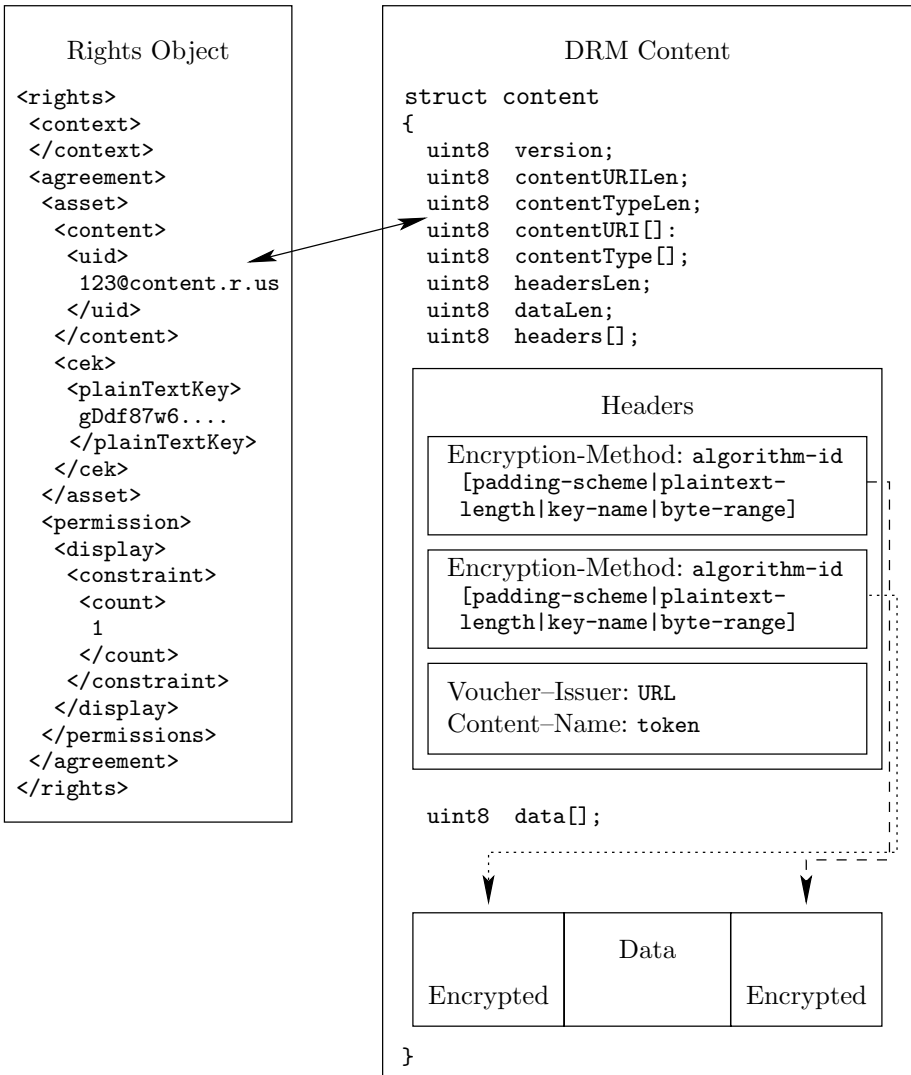 Rights Object
<rights>
<context>
</context>
<agreement>
<asset>
<content>
<uid>
123@content.r.us
</uid>
</content>
<cek>
<plainTextKey>
gDdf87w6....
</plainTextKey>
</cek>
</asset>
<permission>
<display>
<constraint>
<count>
1
</count>
</constraint>
</display>
</permissions>
</agreement>
</rights>
DRM Content
struct content
{
uint8 version;
uint8 contentURILen;
uint8 contentTypeLen;
uint8 contentURI[]:
uint8 contentType[];
uint8 headersLen;
uint8 dataLen;
uint8 headers[];
Headers
Encryption-Method: algorithm-id
[padding-scheme|plaintext-
length|key-name|byte-range]
Encryption-Method: algorithm-id
[padding-scheme|plaintext-
length|key-name|byte-range]
Voucher–Issuer: URL
Content–Name: token
uint8 data[];
Data
Encrypted
Encrypted
}